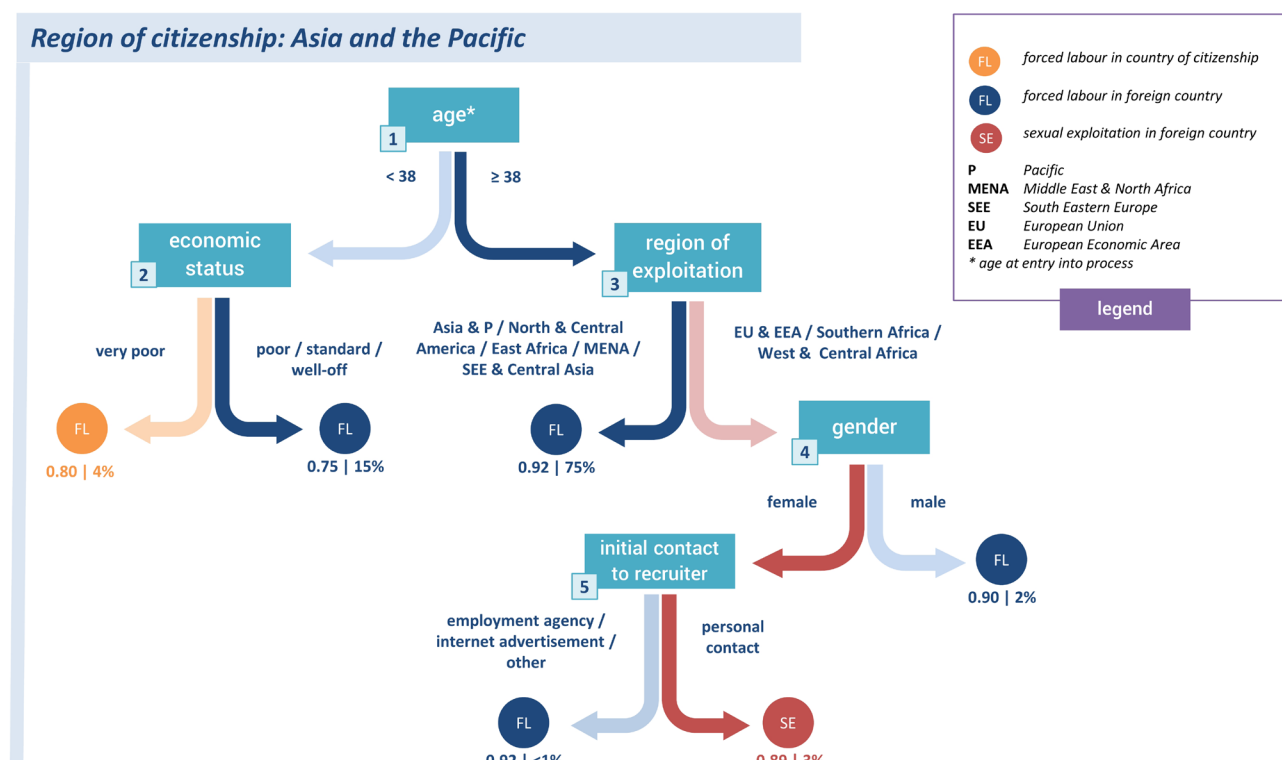 Region of citizenship: Asia and the Pacific
age*
1
< 38
≥ 38
economic
status
2
region of
exploitation
3
very poor
poor / standard /
well-off
Asia & P / North & Central
America / East Africa / MENA /
SEE & Central Asia
EU & EEA / Southern Africa /
West & Central Africa
FL
0.80 | 4%
FL
0.75 | 15%
FL
0.92 | 75%
gender
4
female
male
initial contact
to recruiter
5
FL
0.90 | 2%
employment agency /
internet advertisement /
other
personal
contact
FL
0.92 | <1%
SE
0.89 | 3%
FL forced labour in country of citizenship
FL forced labour in foreign country
SE sexual exploitation in foreign country
P Pacific
MENA Middle East & North Africa
SEE South Eastern Europe
EU European Union
EEA European Economic Area
* age at entry into process
legend